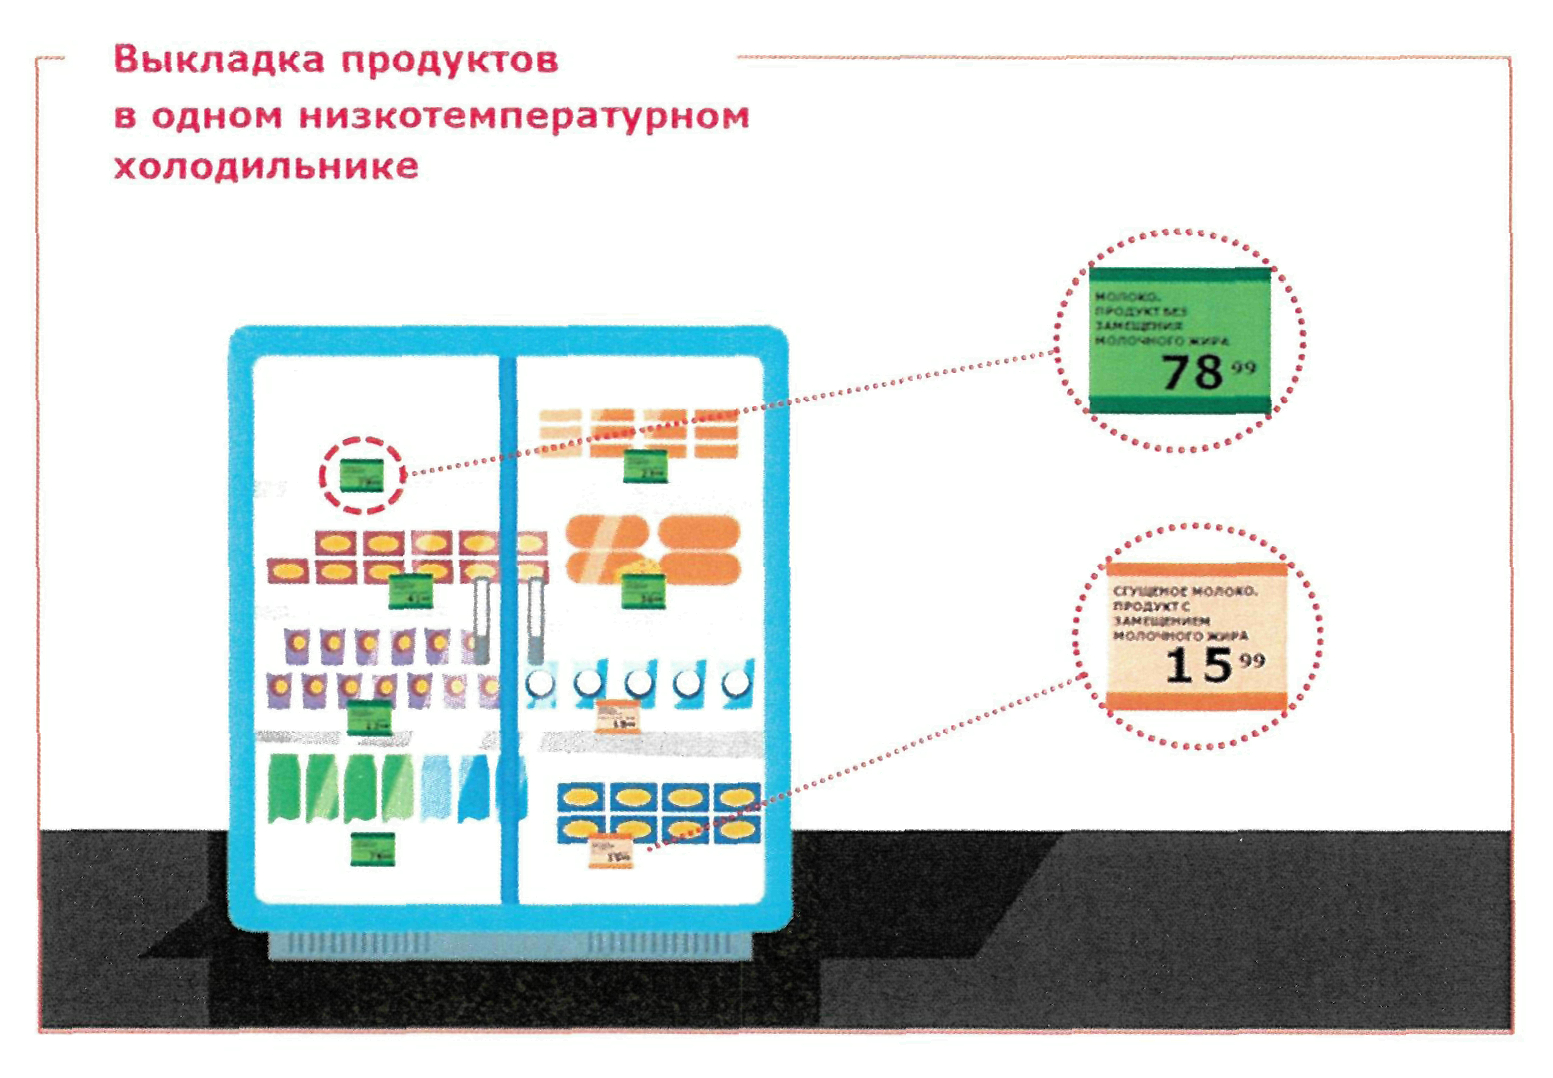 Выкладка продуктов
в одном низкотемпературном
холодильнике
МОЛОКО.
ПРОДУКТ БЕЗ
ЗАМЕЩЕНИЯ
МОЛОЧНОГО ЖИРА
78 99
СГУЩЕНОЕ МОЛОКО.
ПРОДУКТ С
ЗАМЕЩЕНИЕМ
МОЛОЧНОГО ЖИРА
15 99